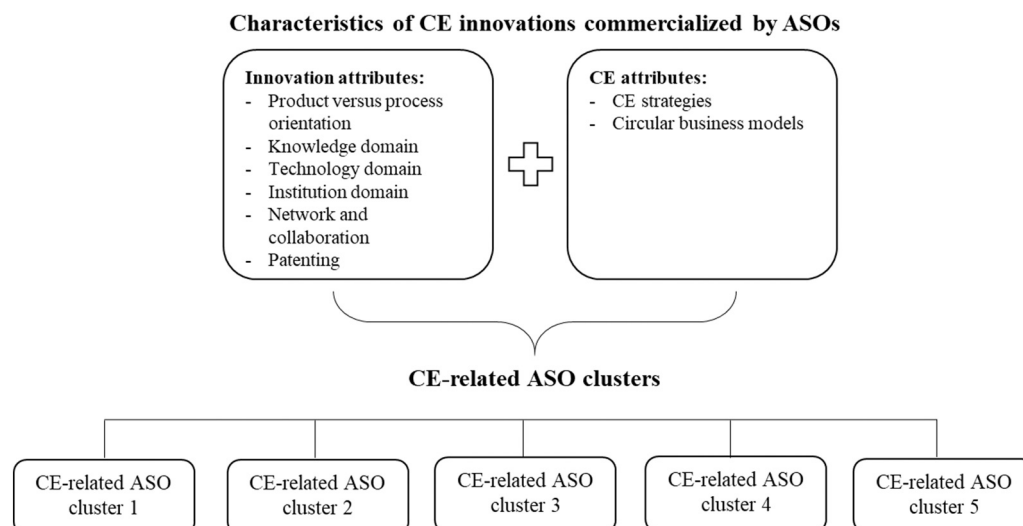 Characteristics of CE innovations commercialized by ASOs
Innovation attributes:
- Product versus process
orientation
- Knowledge domain
- Technology domain
- Institution domain
- Network and
collaboration
- Patenting
CE attributes:
- CE strategies
- Circular business models
CE-related ASO clusters
CE-related ASO
cluster 1
CE-related ASO
cluster 2
CE-related ASO
cluster 3
CE-related ASO
cluster 4
CE-related ASO
cluster 5